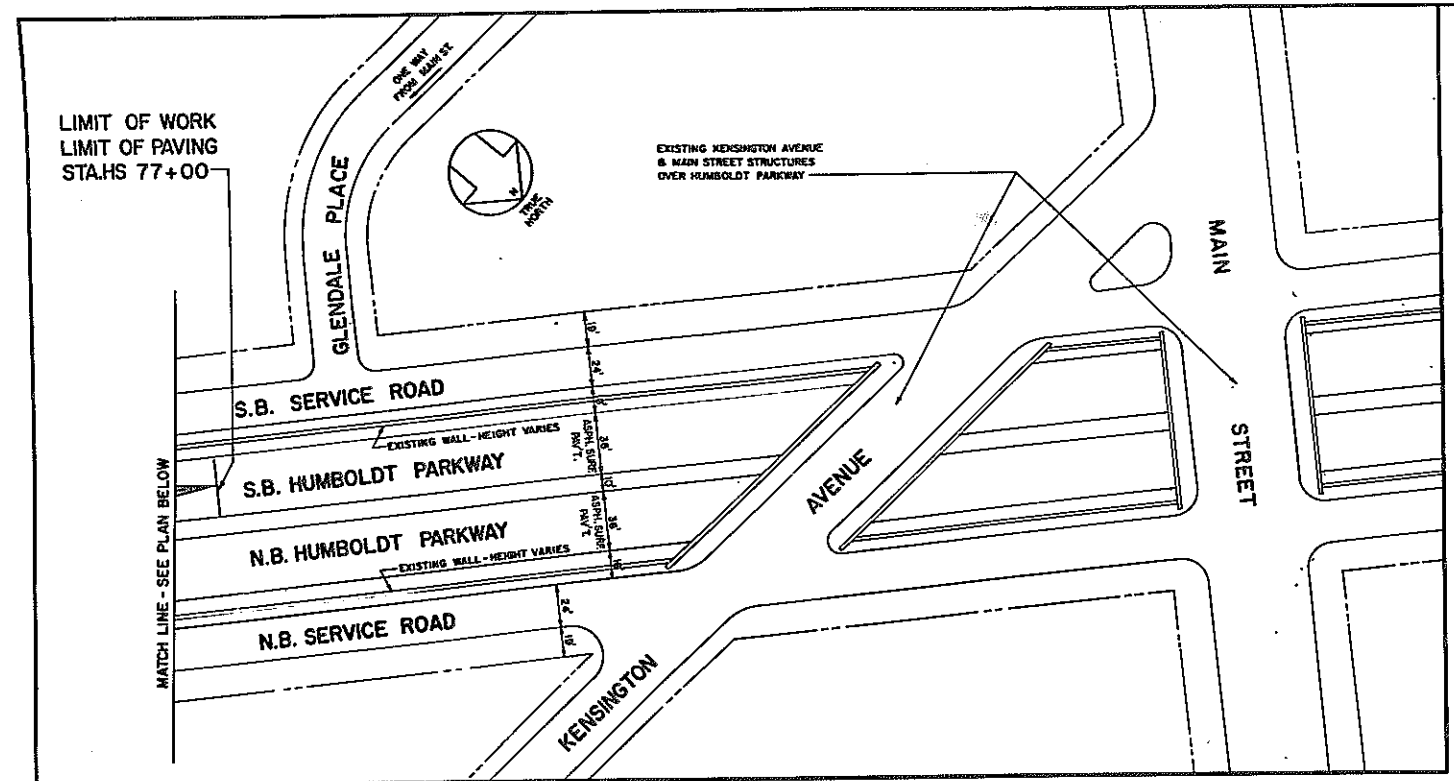 ONE WAY
FROM MAIN ST.
LIMIT OF WORK
LIMIT OF PAVING
STA.HS 77+00
GLENDALE PLACE
N
TRUE
NORTH
EXISTING KENSINGTON AVENUE
& MAIN STREET STRUCTURES
OVER HUMBOLDT PARKWAY
MAIN
STREET
19'
24'
S.B. SERVICE ROAD
EXISTING WALL-HEIGHT VARIES
36'
ASPH. SURF.
PAV'T.
S.B. HUMBOLDT PARKWAY
10'
36'
ASPH. SURF.
PAV'T.
N.B. HUMBOLDT PARKWAY
EXISTING WALL-HEIGHT VARIES
AVENUE
24'
19'
N.B. SERVICE ROAD
KENSINGTON
MATCH LINE - SEE PLAN BELOW